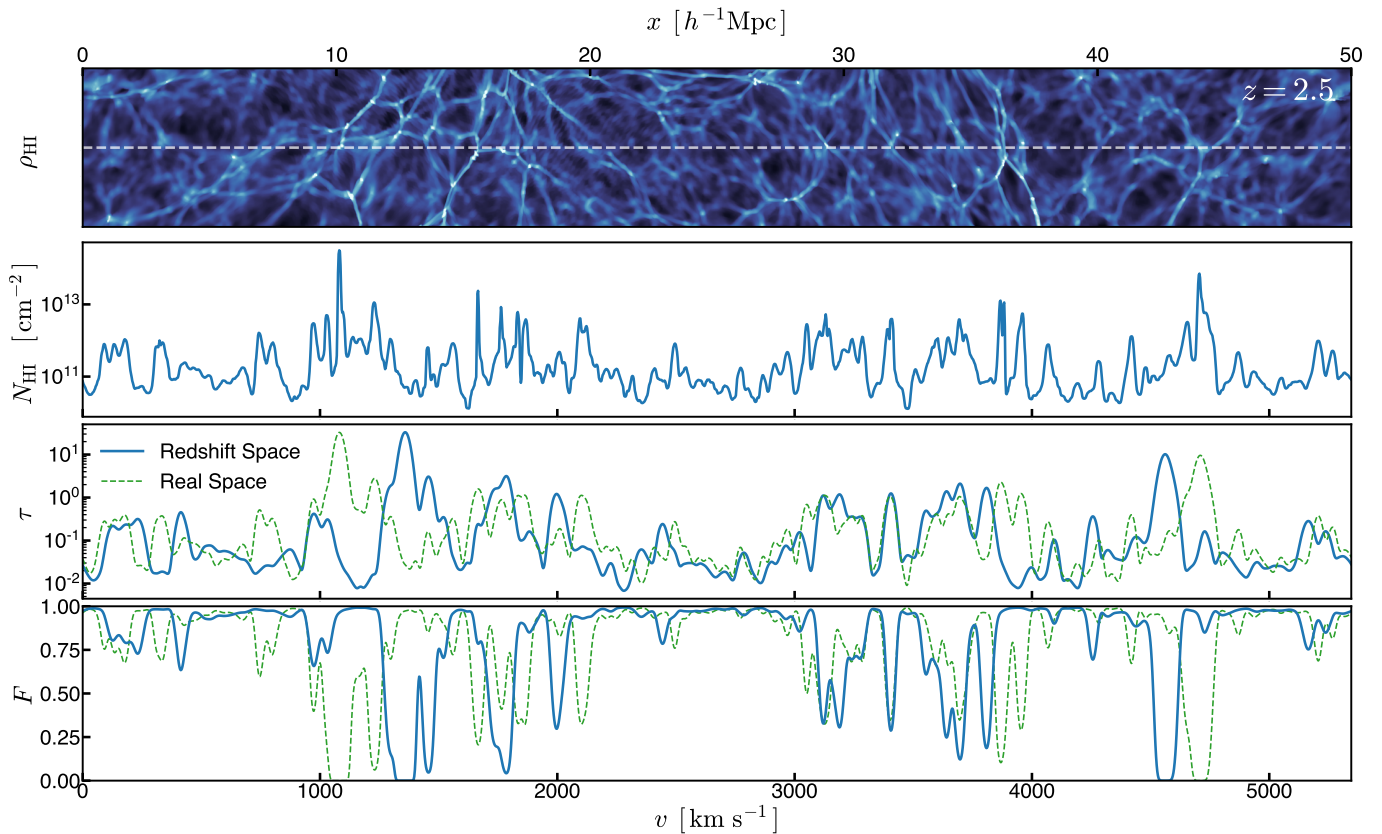 x [h⁻¹Mpc]
0 10 20 30 40 50
z = 2.5
ρHI
10¹³
10¹¹
NHI [cm⁻²]
Redshift Space
Real Space
10¹
10⁰
10⁻¹
10⁻²
τ
1.00
0.75
0.50
0.25
0.00
F
0 1000 2000 3000 4000 5000
v [km s⁻¹]